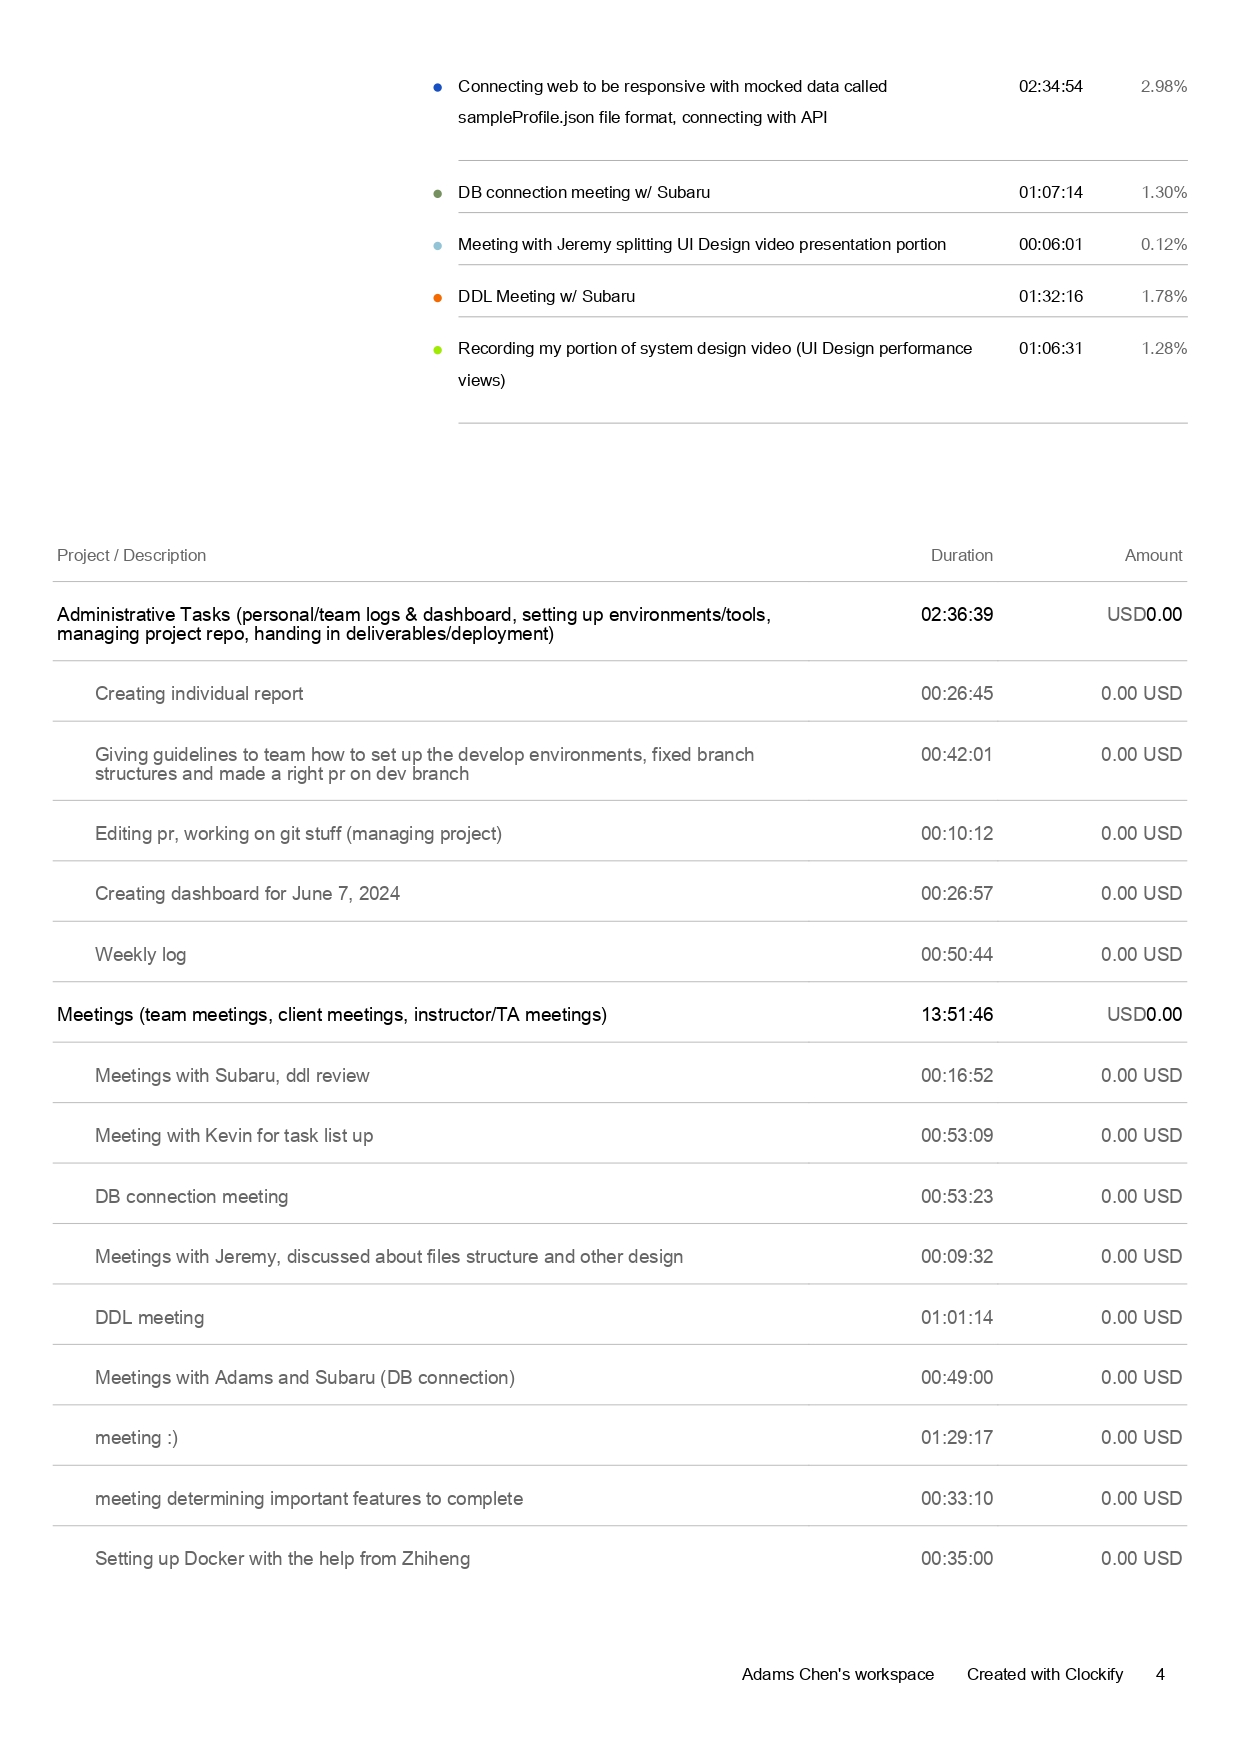 Connecting web to be responsive with mocked data called 02:34:54 2.98%
sampleProfile.json file format, connecting with API
DB connection meeting w/ Subaru 01:07:14 1.30%
Meeting with Jeremy splitting UI Design video presentation portion 00:06:01 0.12%
DDL Meeting w/ Subaru 01:32:16 1.78%
Recording my portion of system design video (UI Design performance 01:06:31 1.28%
views)
Project / Description Duration Amount
Administrative Tasks (personal/team logs & dashboard, setting up environments/tools, 02:36:39 USD0.00
managing project repo, handing in deliverables/deployment)
Creating individual report 00:26:45 0.00 USD
Giving guidelines to team how to set up the develop environments, fixed branch 00:42:01 0.00 USD
structures and made a right pr on dev branch
Editing pr, working on git stuff (managing project) 00:10:12 0.00 USD
Creating dashboard for June 7, 2024 00:26:57 0.00 USD
Weekly log 00:50:44 0.00 USD
Meetings (team meetings, client meetings, instructor/TA meetings) 13:51:46 USD0.00
Meetings with Subaru, ddl review 00:16:52 0.00 USD
Meeting with Kevin for task list up 00:53:09 0.00 USD
DB connection meeting 00:53:23 0.00 USD
Meetings with Jeremy, discussed about files structure and other design 00:09:32 0.00 USD
DDL meeting 01:01:14 0.00 USD
Meetings with Adams and Subaru (DB connection) 00:49:00 0.00 USD
meeting :) 01:29:17 0.00 USD
meeting determining important features to complete 00:33:10 0.00 USD
Setting up Docker with the help from Zhiheng 00:35:00 0.00 USD
Adams Chen's workspace Created with Clockify 4